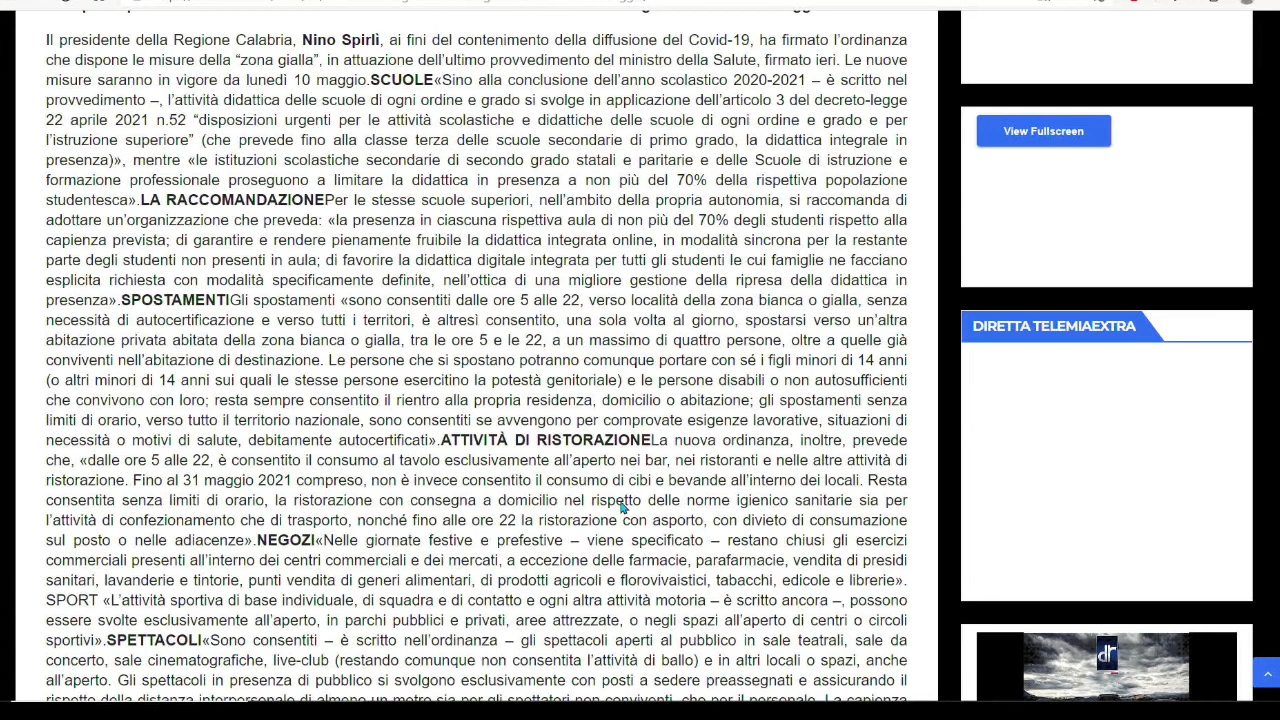 Il presidente della Regione Calabria, Nino Spirlì, ai fini del contenimento della diffusione del Covid-19, ha firmato l’ordinanza
che dispone le misure della “zona gialla”, in attuazione dell’ultimo provvedimento del ministro della Salute, firmato ieri. Le nuove
misure saranno in vigore da lunedì 10 maggio.SCUOLE«Sino alla conclusione dell’anno scolastico 2020-2021 – è scritto nel
provvedimento –, l’attività didattica delle scuole di ogni ordine e grado si svolge in applicazione dell’articolo 3 del decreto-legge
22 aprile 2021 n.52 “disposizioni urgenti per le attività scolastiche e didattiche delle scuole di ogni ordine e grado e per
l’istruzione superiore” (che prevede fino alla classe terza delle scuole secondarie di primo grado, la didattica integrale in
presenza)», mentre «le istituzioni scolastiche secondarie di secondo grado statali e paritarie e delle Scuole di istruzione e
formazione professionale proseguono a limitare la didattica in presenza a non più del 70% della rispettiva popolazione
studentesca».LA RACCOMANDAZIONEPer le stesse scuole superiori, nell’ambito della propria autonomia, si raccomanda di
adottare un’organizzazione che preveda: «la presenza in ciascuna rispettiva aula di non più del 70% degli studenti rispetto alla
capienza prevista; di garantire e rendere pienamente fruibile la didattica integrata online, in modalità sincrona per la restante
parte degli studenti non presenti in aula; di favorire la didattica digitale integrata per tutti gli studenti le cui famiglie ne facciano
esplicita richiesta con modalità specificamente definite, nell’ottica di una migliore gestione della ripresa della didattica in
presenza».SPOSTAMENTIGli spostamenti «sono consentiti dalle ore 5 alle 22, verso località della zona bianca o gialla, senza
necessità di autocertificazione e verso tutti i territori, è altresì consentito, una sola volta al giorno, spostarsi verso un’altra
abitazione privata abitata della zona bianca o gialla, tra le ore 5 e le 22, a un massimo di quattro persone, oltre a quelle già
conviventi nell’abitazione di destinazione. Le persone che si spostano potranno comunque portare con sé i figli minori di 14 anni
(o altri minori di 14 anni sui quali le stesse persone esercitino la potestà genitoriale) e le persone disabili o non autosufficienti
che convivono con loro; resta sempre consentito il rientro alla propria residenza, domicilio o abitazione; gli spostamenti senza
limiti di orario, verso tutto il territorio nazionale, sono consentiti se avvengono per comprovate esigenze lavorative, situazioni di
necessità o motivi di salute, debitamente autocertificati».ATTIVITÀ DI RISTORAZIONELa nuova ordinanza, inoltre, prevede
che, «dalle ore 5 alle 22, è consentito il consumo al tavolo esclusivamente all’aperto nei bar, nei ristoranti e nelle altre attività di
ristorazione. Fino al 31 maggio 2021 compreso, non è invece consentito il consumo di cibi e bevande all’interno dei locali. Resta
consentita senza limiti di orario, la ristorazione con consegna a domicilio nel rispetto delle norme igienico sanitarie sia per
l’attività di confezionamento che di trasporto, nonché fino alle ore 22 la ristorazione con asporto, con divieto di consumazione
sul posto o nelle adiacenze».NEGOZI«Nelle giornate festive e prefestive – viene specificato – restano chiusi gli esercizi
commerciali presenti all’interno dei centri commerciali e dei mercati, a eccezione delle farmacie, parafarmacie, vendita di presidi
sanitari, lavanderie e tintorie, punti vendita di generi alimentari, di prodotti agricoli e florovivaistici, tabacchi, edicole e librerie».
SPORT «L’attività sportiva di base individuale, di squadra e di contatto e ogni altra attività motoria – è scritto ancora –, possono
essere svolte esclusivamente all’aperto, in parchi pubblici e privati, aree attrezzate, o negli spazi all’aperto di centri o circoli
sportivi».SPETTACOLI«Sono consentiti – è scritto nell’ordinanza – gli spettacoli aperti al pubblico in sale teatrali, sale da
concerto, sale cinematografiche, live-club (restando comunque non consentita l’attività di ballo) e in altri locali o spazi, anche
all’aperto. Gli spettacoli in presenza di pubblico si svolgono esclusivamente con posti a sedere preassegnati e assicurando il
rispetto della distanza interpersonale di almeno un metro sia per gli spettatori non conviventi, che per il personale. La capienza
View Fullscreen
DIRETTA TELEMIAEXTRA
dr